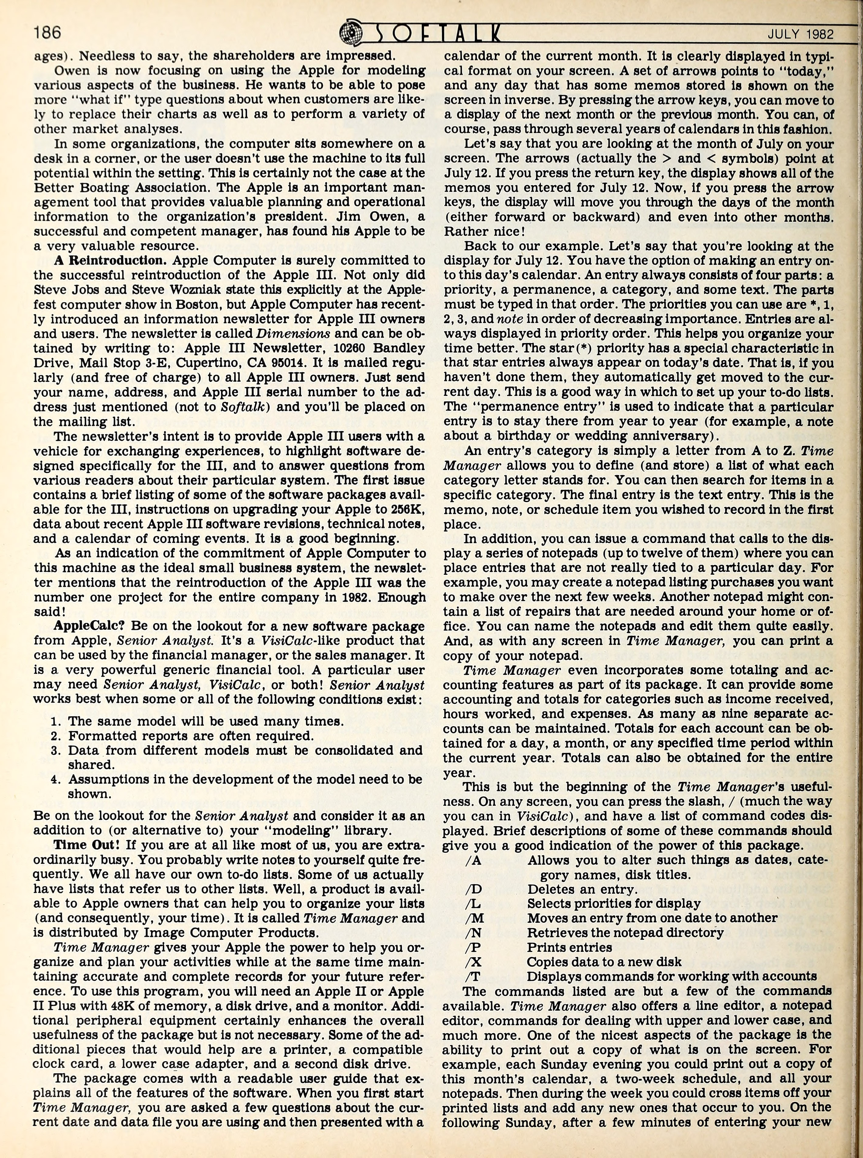 186
SOFTALK
JULY 1982
ages). Needless to say, the shareholders are impressed.
Owen is now focusing on using the Apple for modeling
various aspects of the business. He wants to be able to pose
more "what if" type questions about when customers are like-
ly to replace their charts as well as to perform a variety of
other market analyses.
In some organizations, the computer sits somewhere on a
desk in a corner, or the user doesn't use the machine to its full
potential within the setting. This is certainly not the case at the
Better Boating Association. The Apple is an important man-
agement tool that provides valuable planning and operational
information to the organization's president. Jim Owen, a
successful and competent manager, has found his Apple to be
a very valuable resource.
A Reintroduction. Apple Computer is surely committed to
the successful reintroduction of the Apple III. Not only did
Steve Jobs and Steve Wozniak state this explicitly at the Apple-
fest computer show in Boston, but Apple Computer has recent-
ly introduced an information newsletter for Apple III owners
and users. The newsletter is called Dimensions and can be ob-
tained by writing to: Apple III Newsletter, 10260 Bandley
Drive, Mail Stop 3-E, Cupertino, CA 95014. It is mailed regu-
larly (and free of charge) to all Apple III owners. Just send
your name, address, and Apple III serial number to the ad-
dress just mentioned (not to Softalk) and you'll be placed on
the mailing list.
The newsletter's intent is to provide Apple III users with a
vehicle for exchanging experiences, to highlight software de-
signed specifically for the III, and to answer questions from
various readers about their particular system. The first issue
contains a brief listing of some of the software packages avail-
able for the III, instructions on upgrading your Apple to 256K,
data about recent Apple III software revisions, technical notes,
and a calendar of coming events. It is a good beginning.
As an indication of the commitment of Apple Computer to
this machine as the ideal small business system, the newslet-
ter mentions that the reintroduction of the Apple III was the
number one project for the entire company in 1982. Enough
said!
AppleCalc? Be on the lookout for a new software package
from Apple, Senior Analyst. It's a VisiCalc-like product that
can be used by the financial manager, or the sales manager. It
is a very powerful generic financial tool. A particular user
may need Senior Analyst, VisiCalc, or both! Senior Analyst
works best when some or all of the following conditions exist:
1. The same model will be used many times.
2. Formatted reports are often required.
3. Data from different models must be consolidated and
shared.
4. Assumptions in the development of the model need to be
shown.
Be on the lookout for the Senior Analyst and consider it as an
addition to (or alternative to) your "modeling" library.
Time Out! If you are at all like most of us, you are extra-
ordinarily busy. You probably write notes to yourself quite fre-
quently. We all have our own to-do lists. Some of us actually
have lists that refer us to other lists. Well, a product is avail-
able to Apple owners that can help you to organize your lists
(and consequently, your time). It is called Time Manager and
is distributed by Image Computer Products.
Time Manager gives your Apple the power to help you or-
ganize and plan your activities while at the same time main-
taining accurate and complete records for your future refer-
ence. To use this program, you will need an Apple II or Apple
II Plus with 48K of memory, a disk drive, and a monitor. Addi-
tional peripheral equipment certainly enhances the overall
usefulness of the package but is not necessary. Some of the ad-
ditional pieces that would help are a printer, a compatible
clock card, a lower case adapter, and a second disk drive.
The package comes with a readable user guide that ex-
plains all of the features of the software. When you first start
Time Manager, you are asked a few questions about the cur-
rent date and data file you are using and then presented with a
calendar of the current month. It is clearly displayed in typi-
cal format on your screen. A set of arrows points to "today,"
and any day that has some memos stored is shown on the
screen in inverse. By pressing the arrow keys, you can move to
a display of the next month or the previous month. You can, of
course, pass through several years of calendars in this fashion.
Let's say that you are looking at the month of July on your
screen. The arrows (actually the > and < symbols) point at
July 12. If you press the return key, the display shows all of the
memos you entered for July 12. Now, if you press the arrow
keys, the display will move you through the days of the month
(either forward or backward) and even into other months.
Rather nice!
Back to our example. Let's say that you're looking at the
display for July 12. You have the option of making an entry on-
to this day's calendar. An entry always consists of four parts: a
priority, a permanence, a category, and some text. The parts
must be typed in that order. The priorities you can use are *, 1,
2, 3, and note in order of decreasing importance. Entries are al-
ways displayed in priority order. This helps you organize your
time better. The star(*) priority has a special characteristic in
that star entries always appear on today's date. That is, if you
haven't done them, they automatically get moved to the cur-
rent day. This is a good way in which to set up your to-do lists.
The "permanence entry" is used to indicate that a particular
entry is to stay there from year to year (for example, a note
about a birthday or wedding anniversary).
An entry's category is simply a letter from A to Z. Time
Manager allows you to define (and store) a list of what each
category letter stands for. You can then search for items in a
specific category. The final entry is the text entry. This is the
memo, note, or schedule item you wished to record in the first
place.
In addition, you can issue a command that calls to the dis-
play a series of notepads (up to twelve of them) where you can
place entries that are not really tied to a particular day. For
example, you may create a notepad listing purchases you want
to make over the next few weeks. Another notepad might con-
tain a list of repairs that are needed around your home or of-
fice. You can name the notepads and edit them quite easily.
And, as with any screen in Time Manager, you can print a
copy of your notepad.
Time Manager even incorporates some totaling and ac-
counting features as part of its package. It can provide some
accounting and totals for categories such as income received,
hours worked, and expenses. As many as nine separate ac-
counts can be maintained. Totals for each account can be ob-
tained for a day, a month, or any specified time period within
the current year. Totals can also be obtained for the entire
year.
This is but the beginning of the Time Manager's useful-
ness. On any screen, you can press the slash, / (much the way
you can in VisiCalc), and have a list of command codes dis-
played. Brief descriptions of some of these commands should
give you a good indication of the power of this package.
/A Allows you to alter such things as dates, cate-
gory names, disk titles.
/D Deletes an entry.
/L Selects priorities for display
/M Moves an entry from one date to another
/N Retrieves the notepad directory
/P Prints entries
/X Copies data to a new disk
/T Displays commands for working with accounts
The commands listed are but a few of the commands
available. Time Manager also offers a line editor, a notepad
editor, commands for dealing with upper and lower case, and
much more. One of the nicest aspects of the package is the
ability to print out a copy of what is on the screen. For
example, each Sunday evening you could print out a copy of
this month's calendar, a two-week schedule, and all your
notepads. Then during the week you could cross items off your
printed lists and add any new ones that occur to you. On the
following Sunday, after a few minutes of entering your new